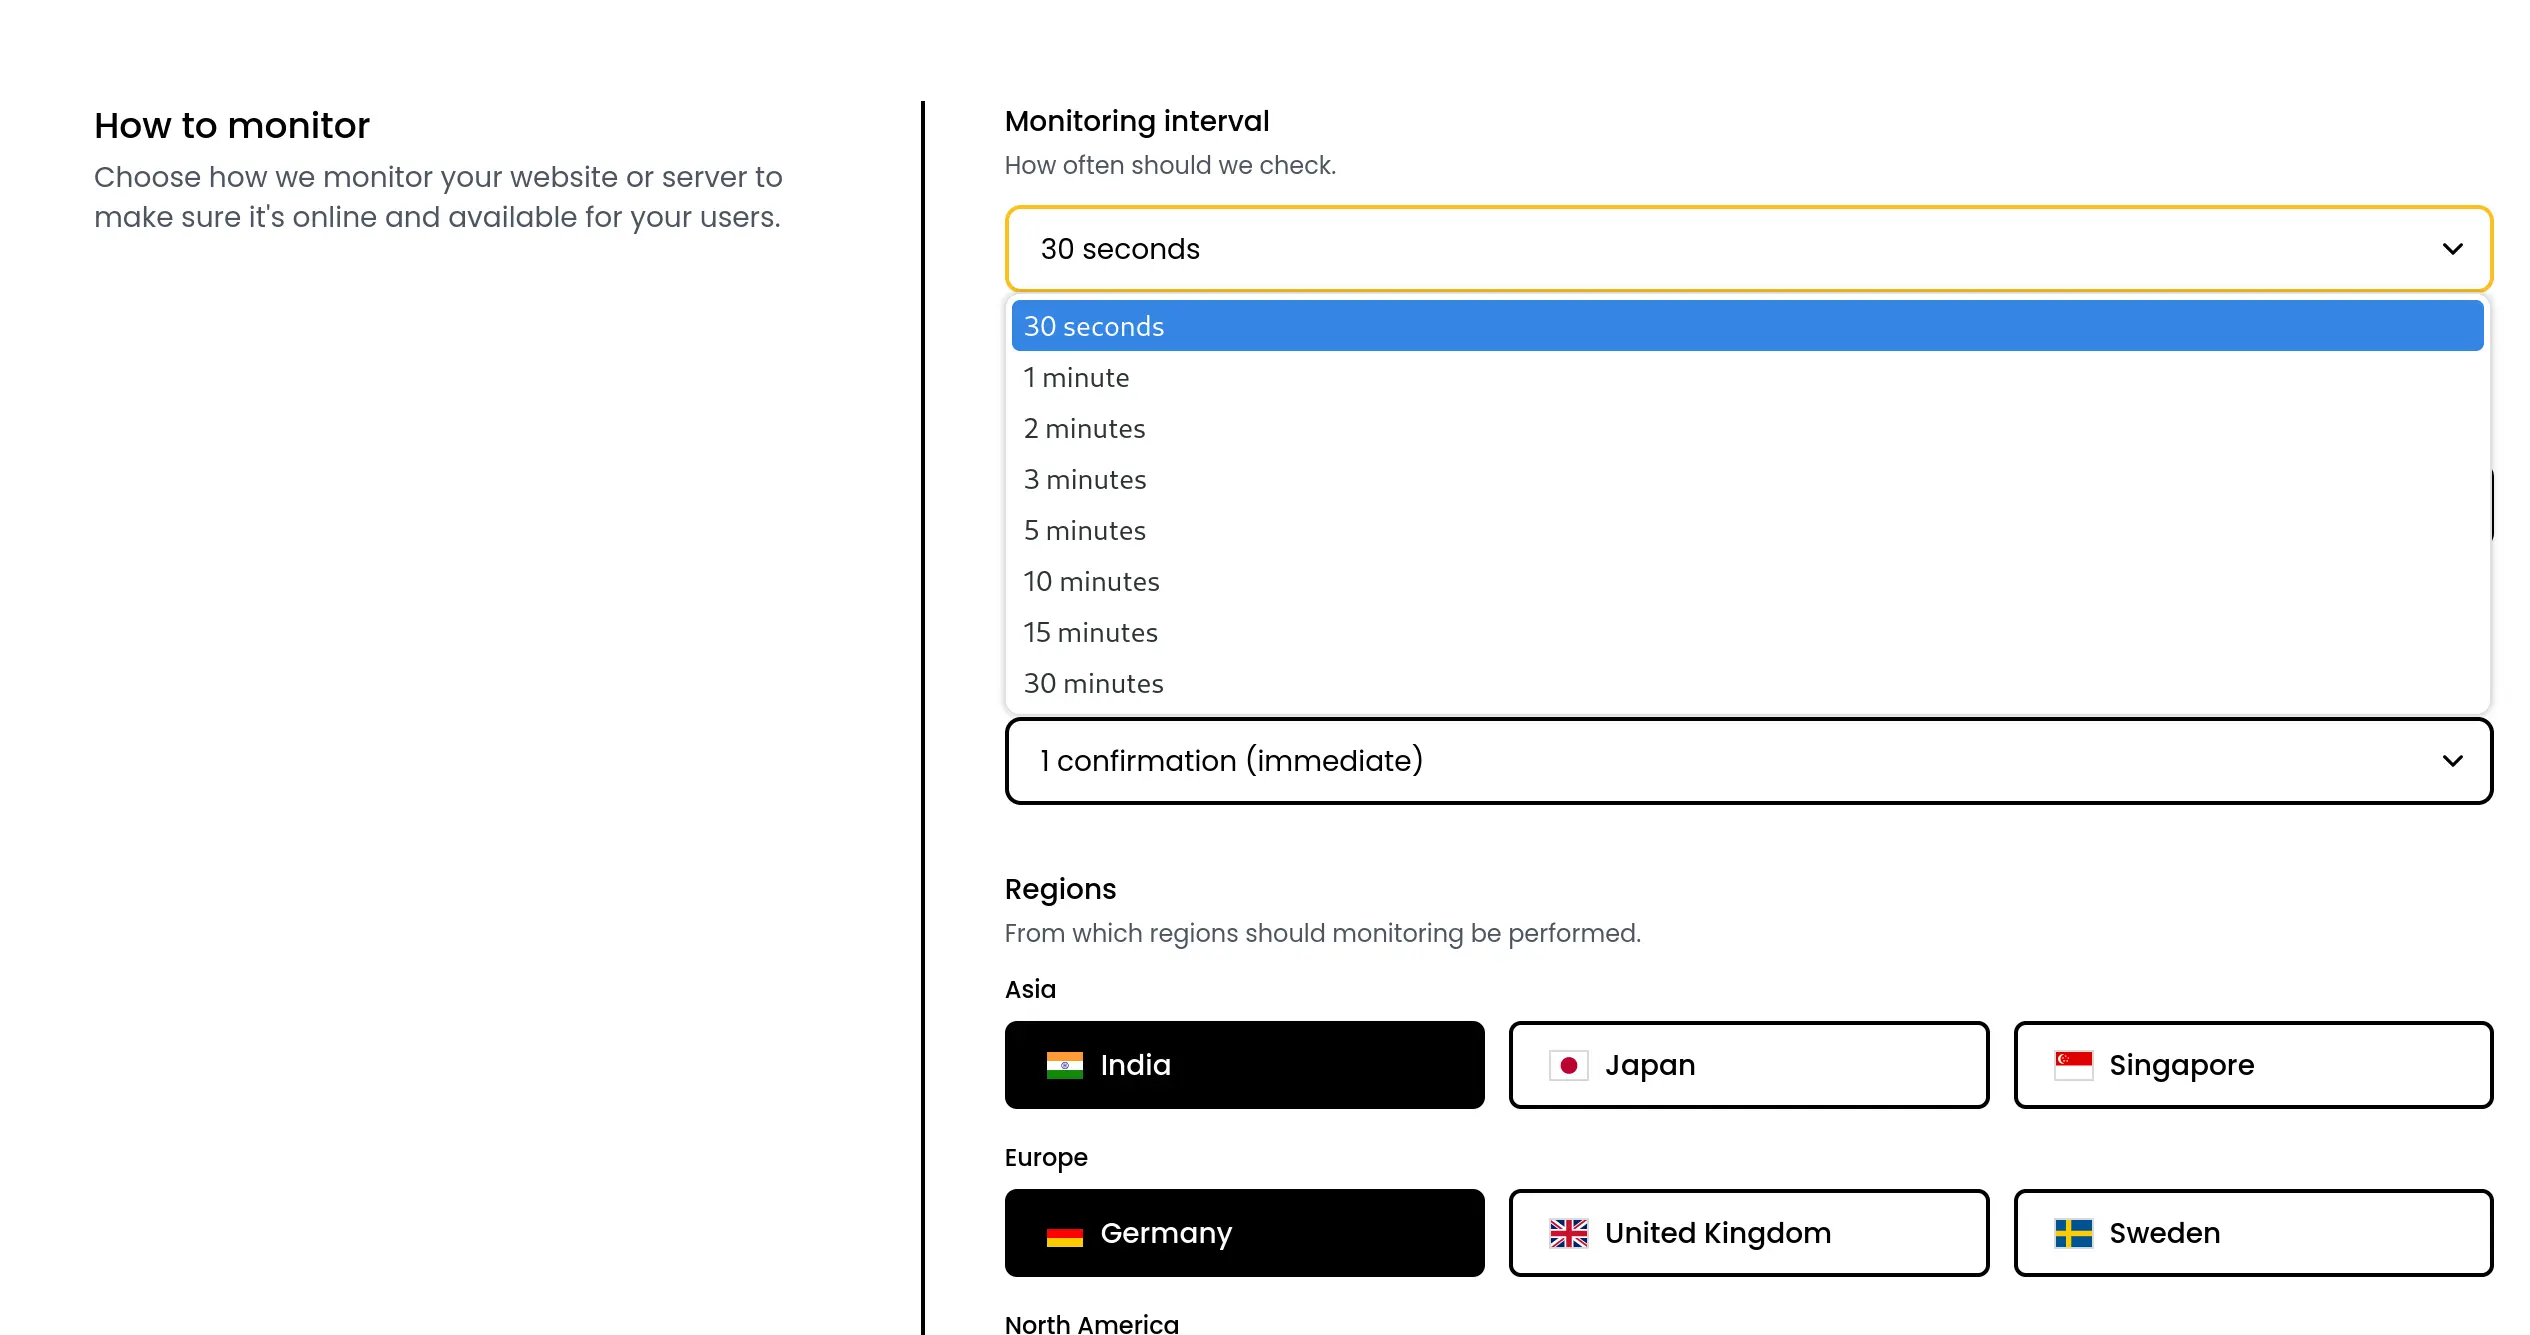 How to monitor
Choose how we monitor your website or server to
make sure it's online and available for your users.
Monitoring interval
How often should we check.
30 seconds
30 seconds
1 minute
2 minutes
3 minutes
5 minutes
10 minutes
15 minutes
30 minutes
1 confirmation (immediate)
Regions
From which regions should monitoring be performed.
Asia
India
Japan
Singapore
Europe
Germany
United Kingdom
Sweden
North America